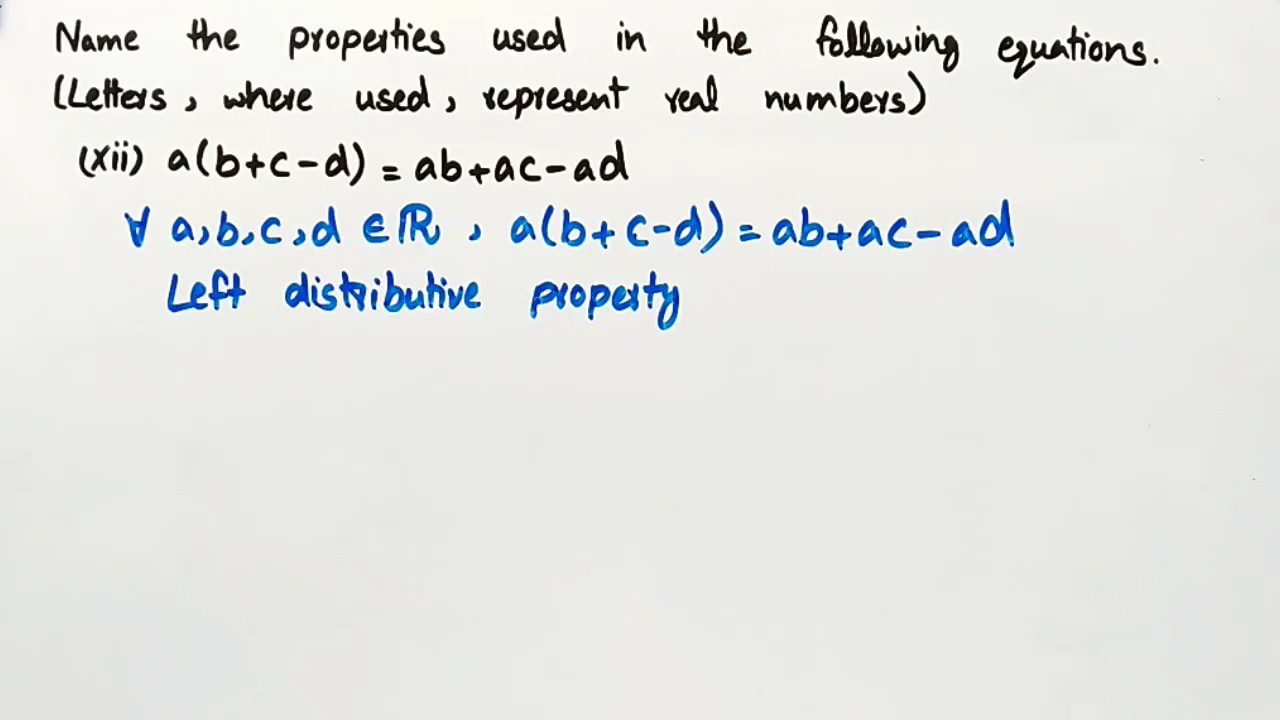 Name the properties used in the following equations.
(Letters, where used, represent real numbers)
(xii) a(b+c-d) = ab+ac-ad
∀ a,b,c,d ∈ ℝ, a(b+c-d) = ab+ac-ad
Left distributive property